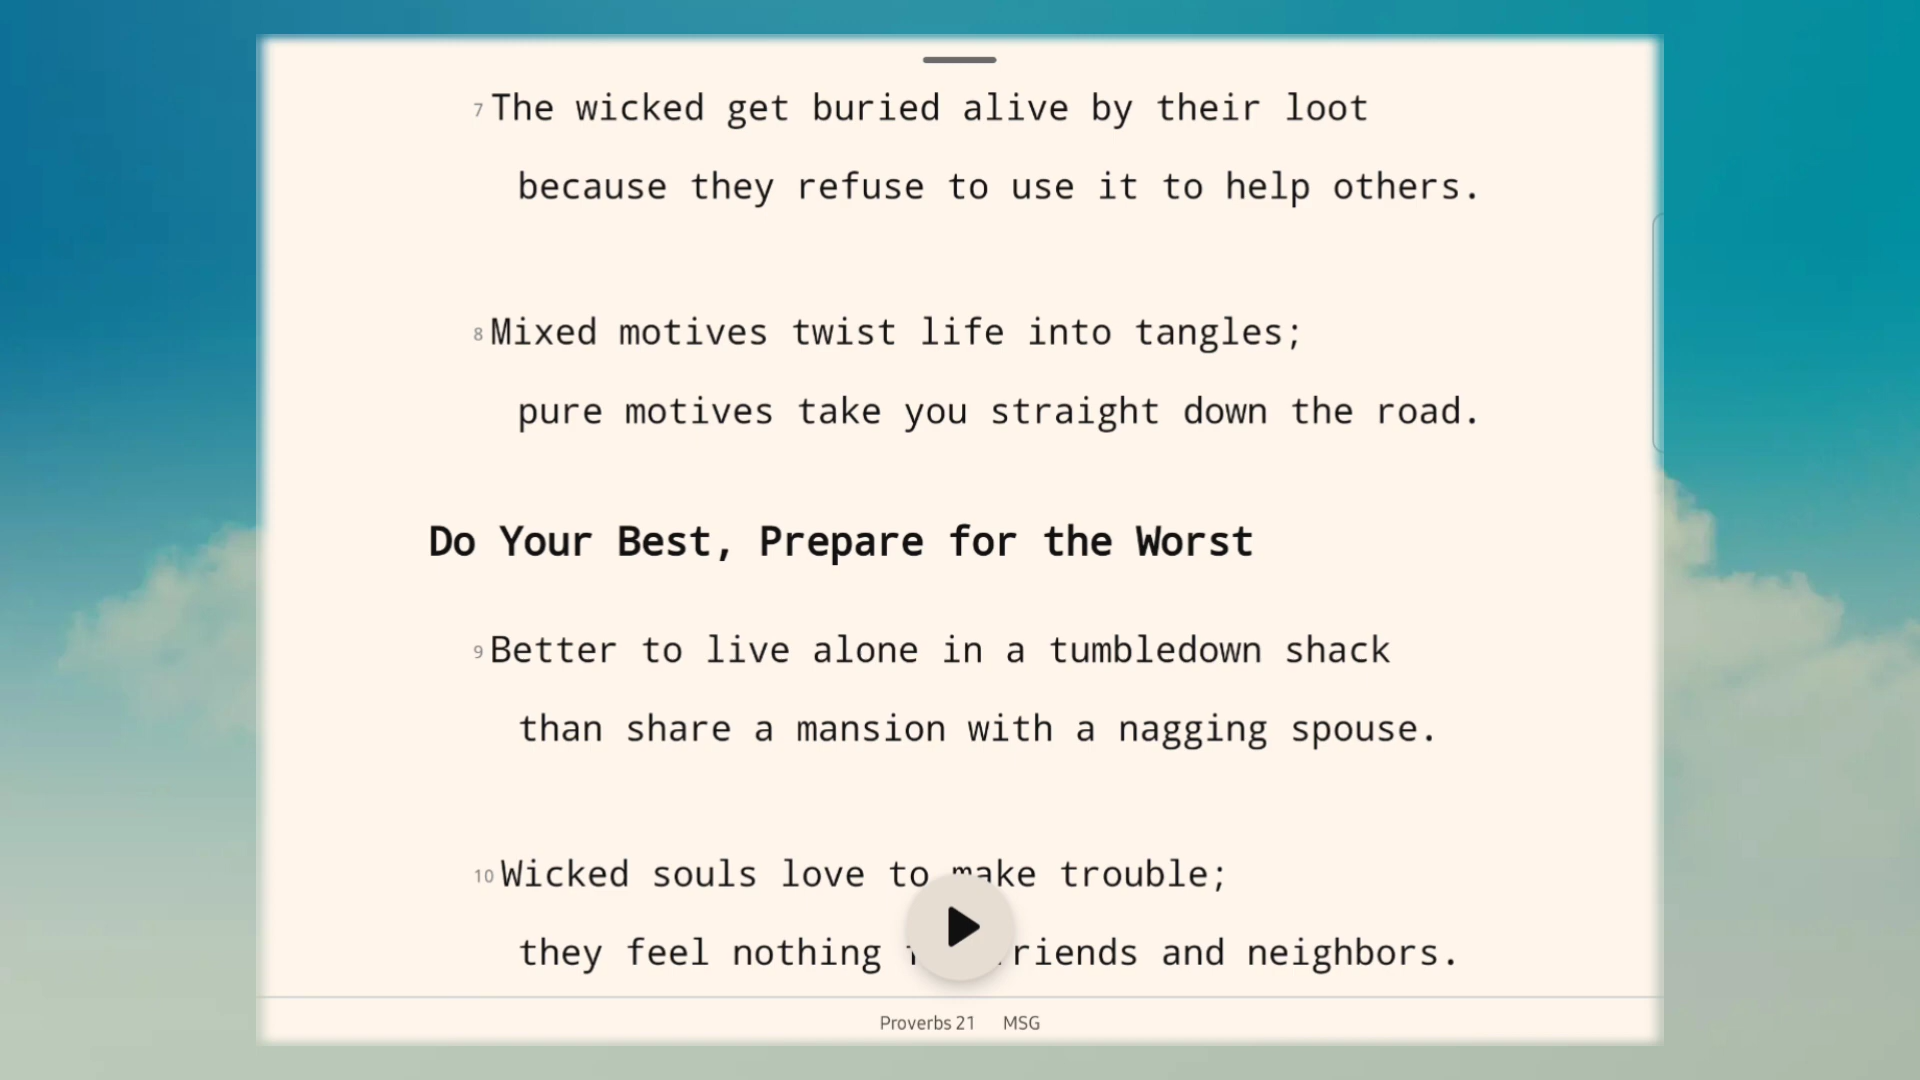 7 The wicked get buried alive by their loot
because they refuse to use it to help others.
8 Mixed motives twist life into tangles;
pure motives take you straight down the road.
Do Your Best, Prepare for the Worst
9 Better to live alone in a tumbledown shack
than share a mansion with a nagging spouse.
10 Wicked souls love to make trouble;
they feel nothing friends and neighbors.
Proverbs 21 MSG